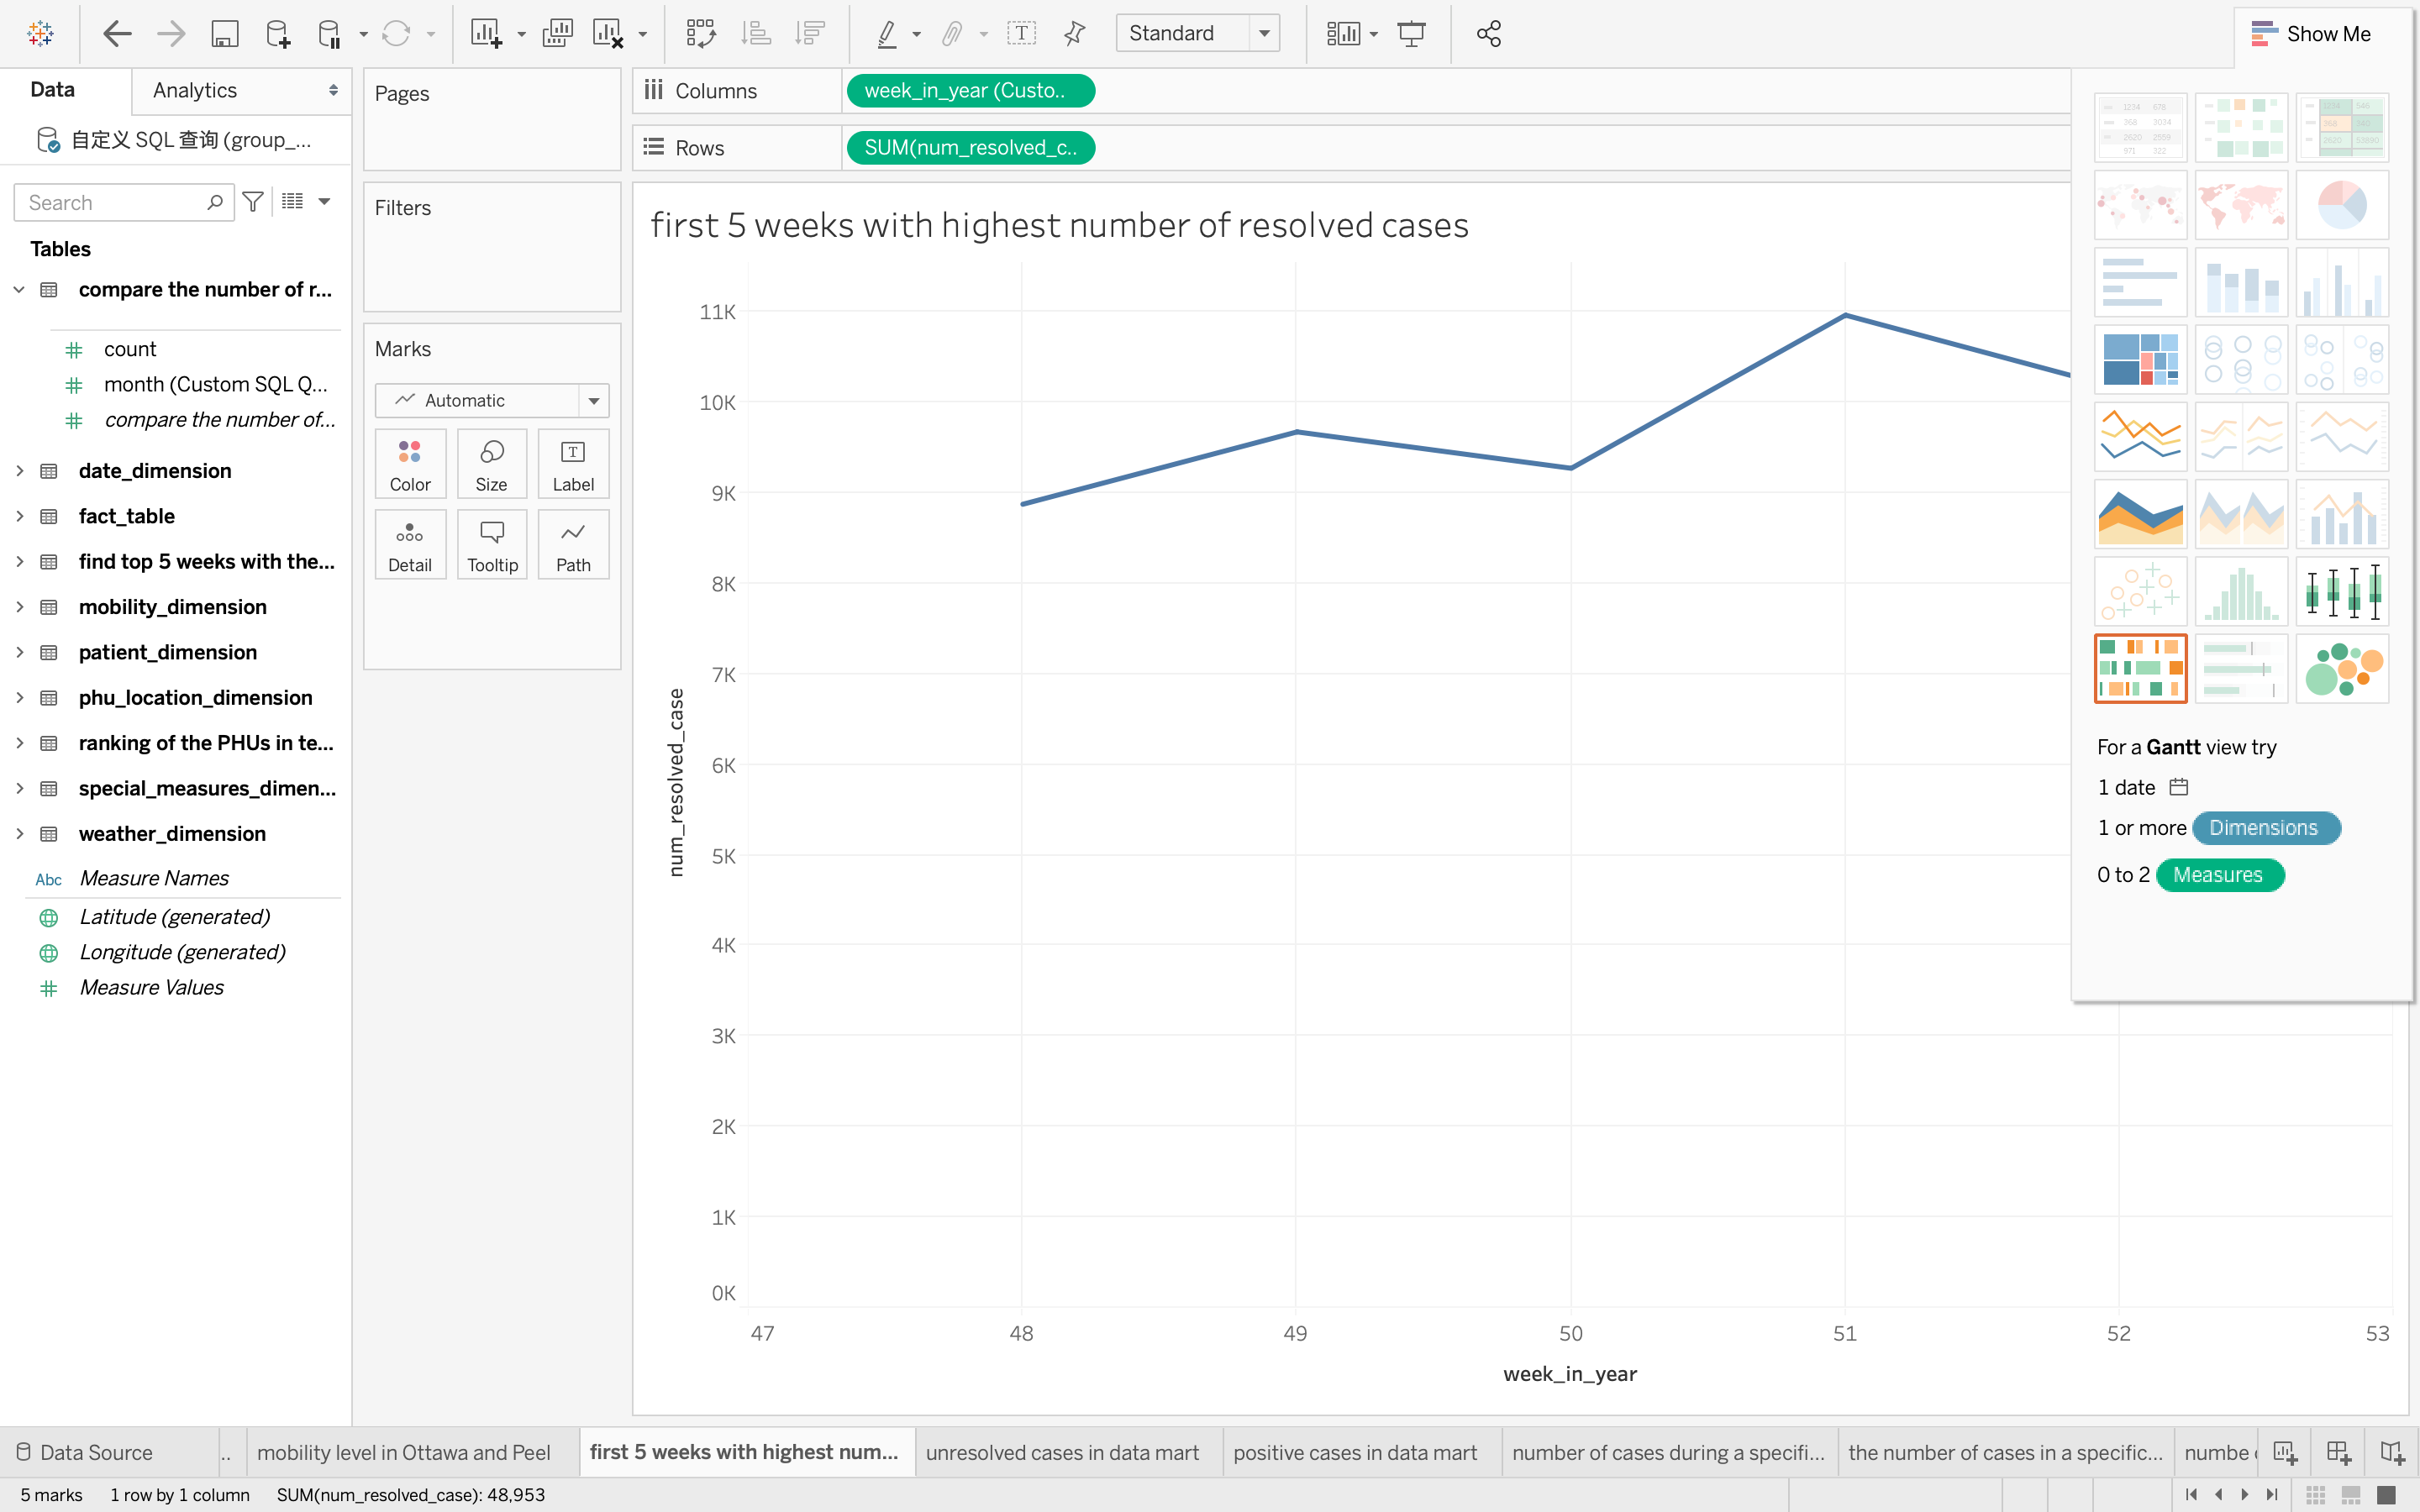 Standard
Show Me
Data
Analytics
自定义 SQL 查询 (group_...
Search
Tables
compare the number of r...
count
month (Custom SQL Q...
compare the number of...
date_dimension
fact_table
find top 5 weeks with the...
mobility_dimension
patient_dimension
phu_location_dimension
ranking of the PHUs in te...
special_measures_dimen...
weather_dimension
Abc Measure Names
Latitude (generated)
Longitude (generated)
Measure Values
Pages
Filters
Marks
Automatic
Color
Size
Label
Detail
Tooltip
Path
Columns
week_in_year (Custo..
Rows
SUM(num_resolved_c..
first 5 weeks with highest number of resolved cases
11K
10K
9K
8K
7K
6K
5K
4K
3K
2K
1K
0K
num_resolved_case
47 48 49 50 51 52 53
week_in_year
For a Gantt view try
1 date
1 or more Dimensions
0 to 2 Measures
Data Source
..
mobility level in Ottawa and Peel
first 5 weeks with highest num...
unresolved cases in data mart
positive cases in data mart
number of cases during a specifi...
the number of cases in a specific...
numbe
5 marks 1 row by 1 column SUM(num_resolved_case): 48,953